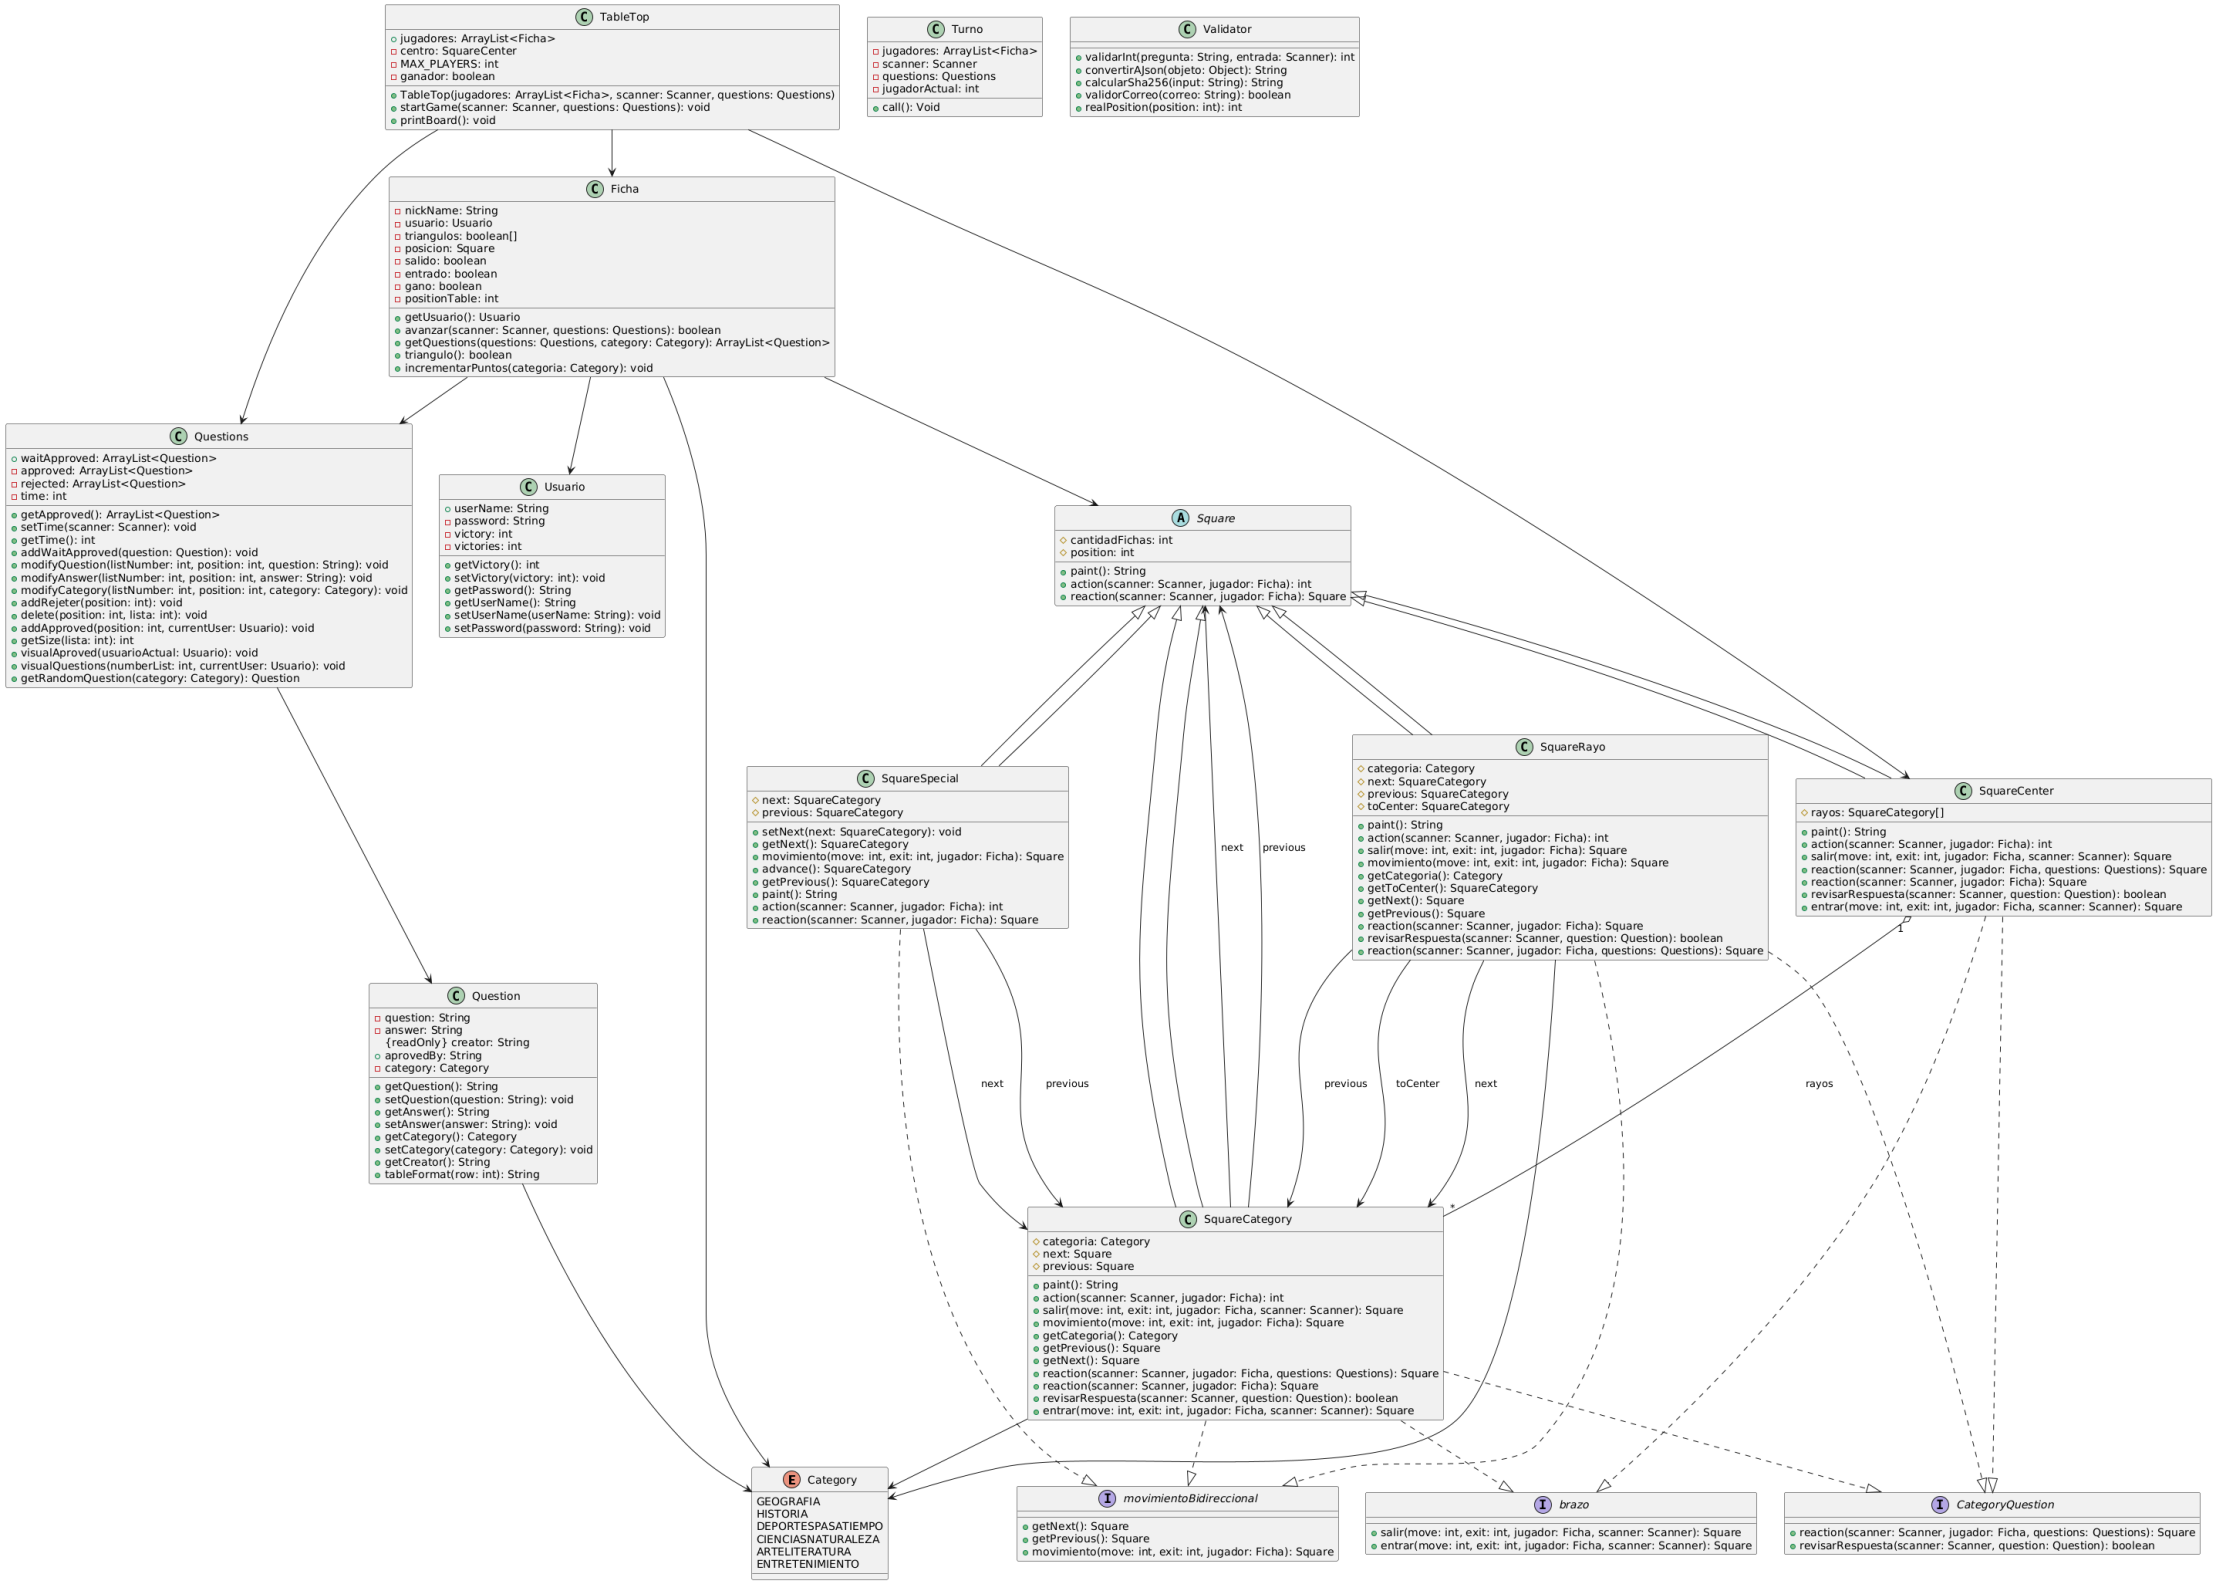 C TableTop
jugadores: ArrayList<Ficha>
centro: SquareCenter
MAX_PLAYERS: int
ganador: boolean
TableTop(jugadores: ArrayList<Ficha>, scanner: Scanner, questions: Questions)
startGame(scanner: Scanner, questions: Questions): void
printBoard(): void
C Turno
jugadores: ArrayList<Ficha>
scanner: Scanner
questions: Questions
jugadorActual: int
call(): Void
C Validator
validarInt(pregunta: String, entrada: Scanner): int
convertirAJson(objeto: Object): String
calcularSha256(input: String): String
validorCorreo(correo: String): boolean
realPosition(position: int): int
C Ficha
nickName: String
usuario: Usuario
triangulos: boolean[]
posicion: Square
salido: boolean
entrado: boolean
gano: boolean
positionTable: int
getUsuario(): Usuario
avanzar(scanner: Scanner, questions: Questions): boolean
getQuestions(questions: Questions, category: Category): ArrayList<Question>
triangulo(): boolean
incrementarPuntos(categoria: Category): void
C Questions
waitApproved: ArrayList<Question>
approved: ArrayList<Question>
rejected: ArrayList<Question>
time: int
getApproved(): ArrayList<Question>
setTime(scanner: Scanner): void
getTime(): int
addWaitApproved(question: Question): void
modifyQuestion(listNumber: int, position: int, question: String): void
modifyAnswer(listNumber: int, position: int, answer: String): void
modifyCategory(listNumber: int, position: int, category: Category): void
addRejeter(position: int): void
delete(position: int, lista: int): void
addApproved(position: int, currentUser: Usuario): void
getSize(lista: int): int
visualAproved(usuarioActual: Usuario): void
visualQuestions(numberList: int, currentUser: Usuario): void
getRandomQuestion(category: Category): Question
C Usuario
userName: String
password: String
victory: int
victories: int
getVictory(): int
setVictory(victory: int): void
getPassword(): String
getUserName(): String
setUserName(userName: String): void
setPassword(password: String): void
A Square
cantidadFichas: int
position: int
paint(): String
action(scanner: Scanner, jugador: Ficha): int
reaction(scanner: Scanner, jugador: Ficha): Square
C SquareSpecial
next: SquareCategory
previous: SquareCategory
setNext(next: SquareCategory): void
getNext(): SquareCategory
movimiento(move: int, exit: int, jugador: Ficha): Square
advance(): SquareCategory
getPrevious(): SquareCategory
paint(): String
action(scanner: Scanner, jugador: Ficha): int
reaction(scanner: Scanner, jugador: Ficha): Square
next
previous
C SquareRayo
categoria: Category
next: SquareCategory
previous: SquareCategory
toCenter: SquareCategory
paint(): String
action(scanner: Scanner, jugador: Ficha): int
salir(move: int, exit: int, jugador: Ficha): Square
movimiento(move: int, exit: int, jugador: Ficha): Square
getCategoria(): Category
getToCenter(): SquareCategory
getNext(): Square
getPrevious(): Square
reaction(scanner: Scanner, jugador: Ficha): Square
revisarRespuesta(scanner: Scanner, question: Question): boolean
reaction(scanner: Scanner, jugador: Ficha, questions: Questions): Square
C SquareCenter
rayos: SquareCategory[]
paint(): String
action(scanner: Scanner, jugador: Ficha): int
salir(move: int, exit: int, jugador: Ficha, scanner: Scanner): Square
reaction(scanner: Scanner, jugador: Ficha, questions: Questions): Square
reaction(scanner: Scanner, jugador: Ficha): Square
revisarRespuesta(scanner: Scanner, question: Question): boolean
entrar(move: int, exit: int, jugador: Ficha, scanner: Scanner): Square
1
C Question
question: String
answer: String
{readOnly} creator: String
aprovedBy: String
category: Category
getQuestion(): String
setQuestion(question: String): void
getAnswer(): String
setAnswer(answer: String): void
getCategory(): Category
setCategory(category: Category): void
getCreator(): String
tableFormat(row: int): String
next
previous
previous
toCenter
next
rayos
*
C SquareCategory
categoria: Category
next: Square
previous: Square
paint(): String
action(scanner: Scanner, jugador: Ficha): int
salir(move: int, exit: int, jugador: Ficha, scanner: Scanner): Square
movimiento(move: int, exit: int, jugador: Ficha): Square
getCategoria(): Category
getPrevious(): Square
getNext(): Square
reaction(scanner: Scanner, jugador: Ficha, questions: Questions): Square
reaction(scanner: Scanner, jugador: Ficha): Square
revisarRespuesta(scanner: Scanner, question: Question): boolean
entrar(move: int, exit: int, jugador: Ficha, scanner: Scanner): Square
E Category
GEOGRAFIA
HISTORIA
DEPORTESPASATIEMPO
CIENCIASNATURALEZA
ARTELITERATURA
ENTRETENIMIENTO
I movimientoBidireccional
getNext(): Square
getPrevious(): Square
movimiento(move: int, exit: int, jugador: Ficha): Square
I brazo
salir(move: int, exit: int, jugador: Ficha, scanner: Scanner): Square
entrar(move: int, exit: int, jugador: Ficha, scanner: Scanner): Square
I CategoryQuestion
reaction(scanner: Scanner, jugador: Ficha, questions: Questions): Square
revisarRespuesta(scanner: Scanner, question: Question): boolean